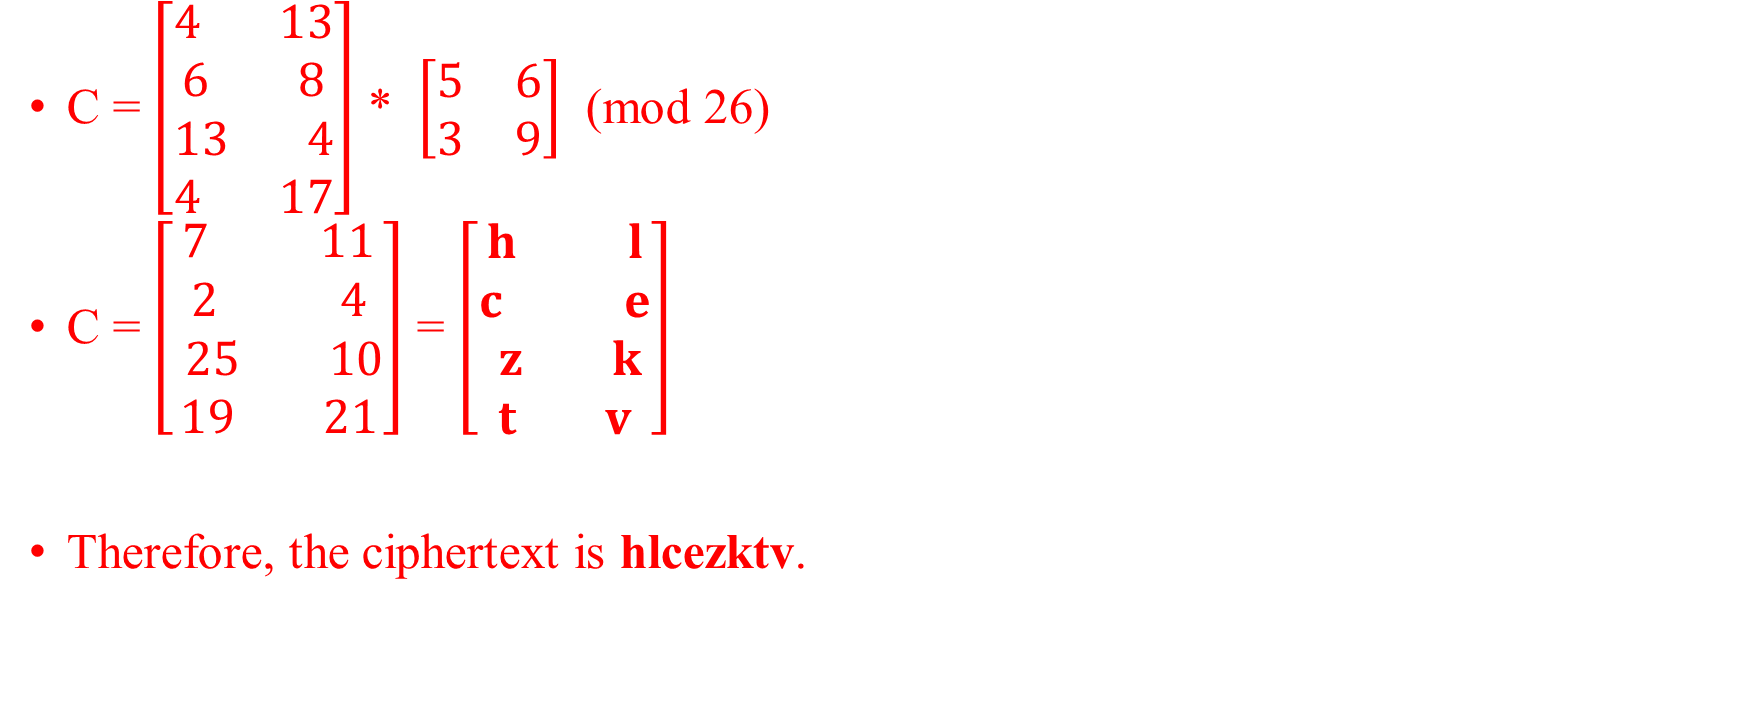 • C = [4 13
6 8
13 4
4 17] * [5 6
3 9] (mod 26)
• C = [7 11
2 4
25 10
19 21] = [h l
c e
z k
t v]
• Therefore, the ciphertext is hlcezktv.